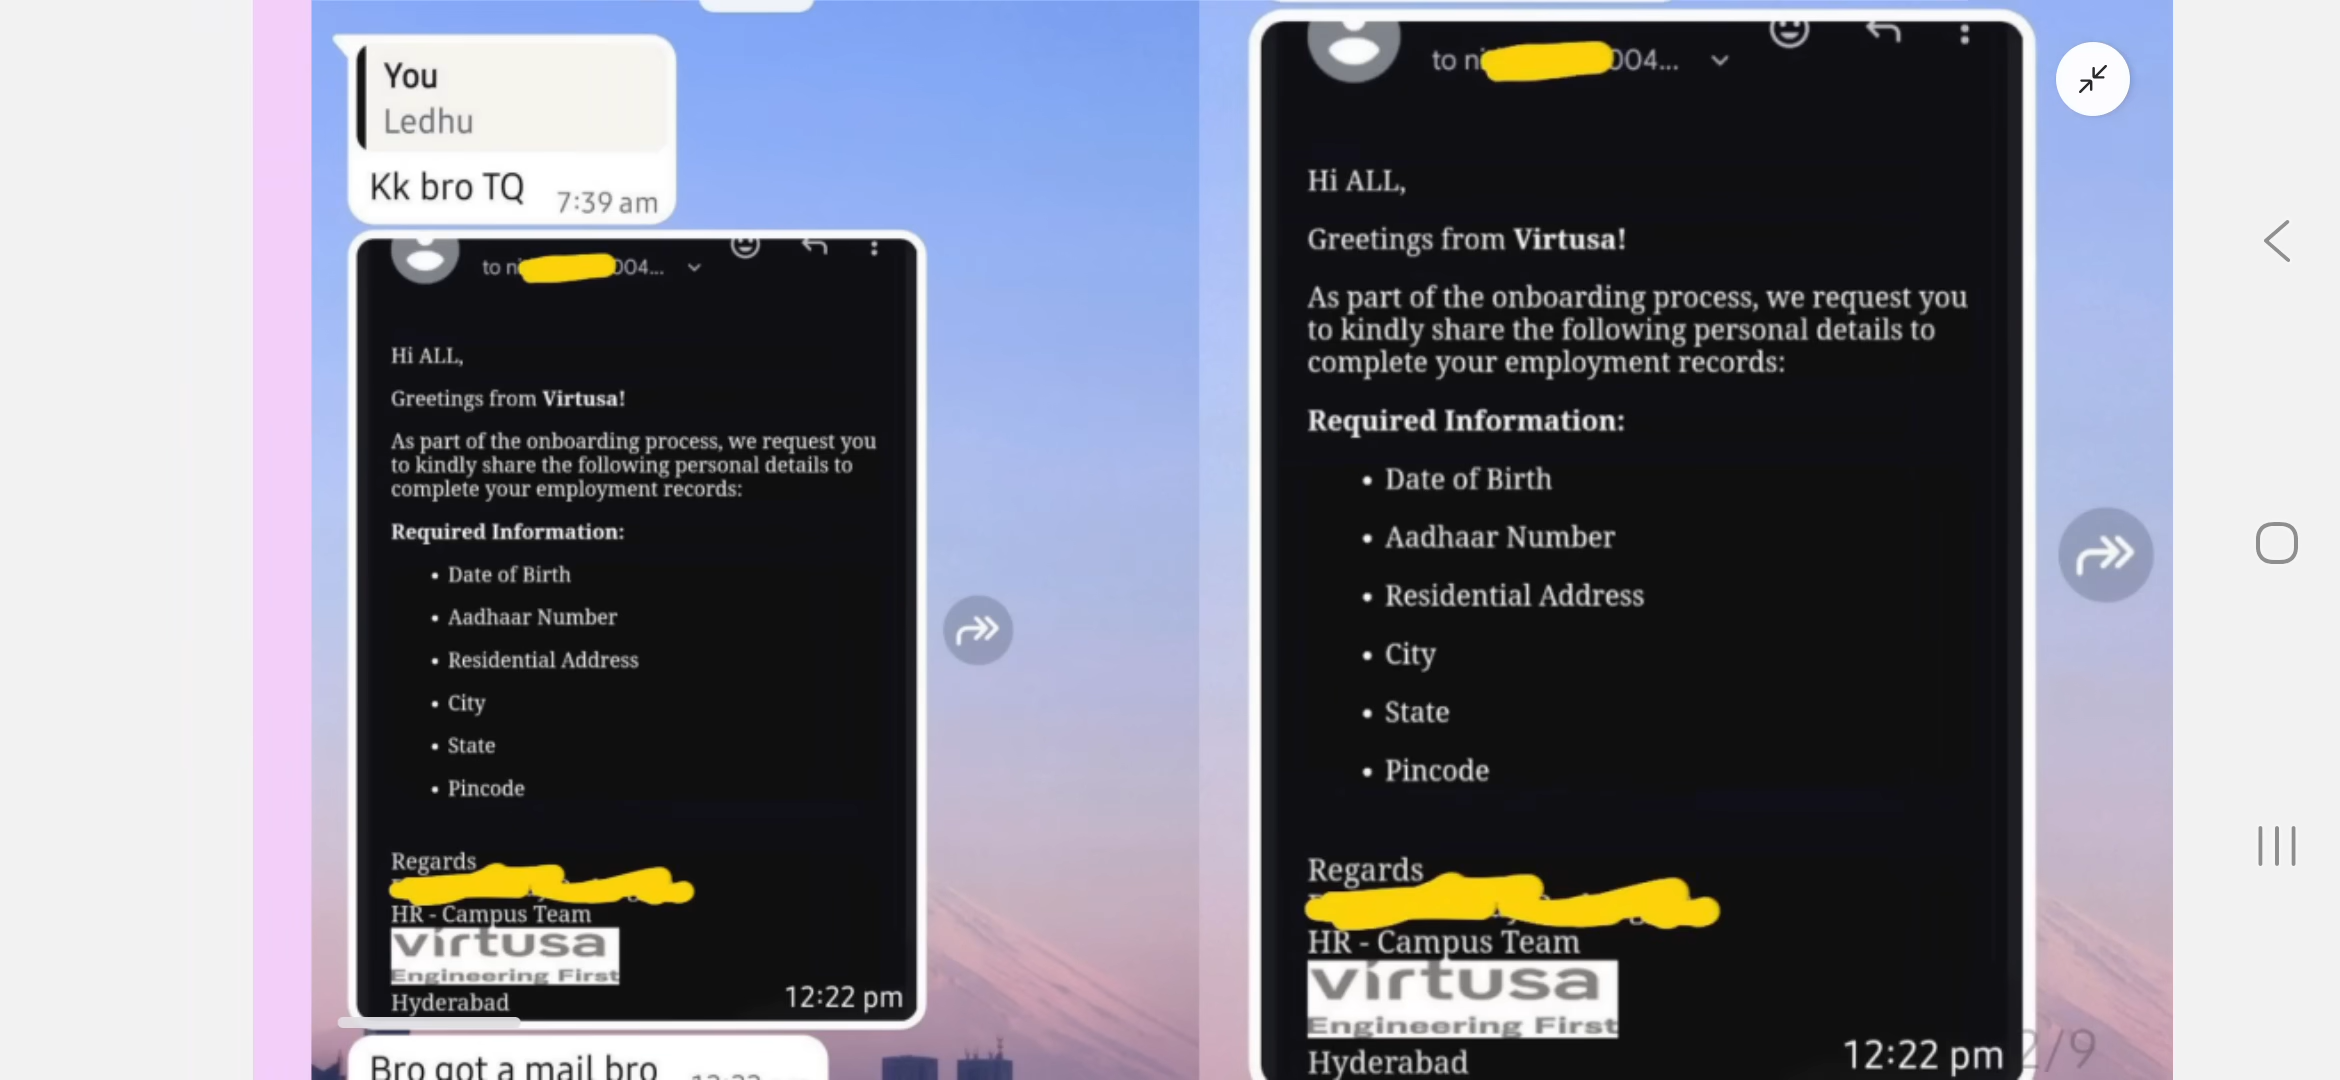 You
Ledhu
Kk bro TQ
7:39 am
to ni 004...
Hi ALL,
Greetings from Virtusa!
As part of the onboarding process, we request you
to kindly share the following personal details to
complete your employment records:
Required Information:
• Date of Birth
• Aadhaar Number
• Residential Address
• City
• State
• Pincode
Regards
HR - Campus Team
virtusa
Engineering First
Hyderabad
12:22 pm
Bro got a mail bro
to ni 004...
Hi ALL,
Greetings from Virtusa!
As part of the onboarding process, we request you
to kindly share the following personal details to
complete your employment records:
Required Information:
• Date of Birth
• Aadhaar Number
• Residential Address
• City
• State
• Pincode
Regards
HR - Campus Team
virtusa
Engineering First
Hyderabad
12:22 pm
2/9